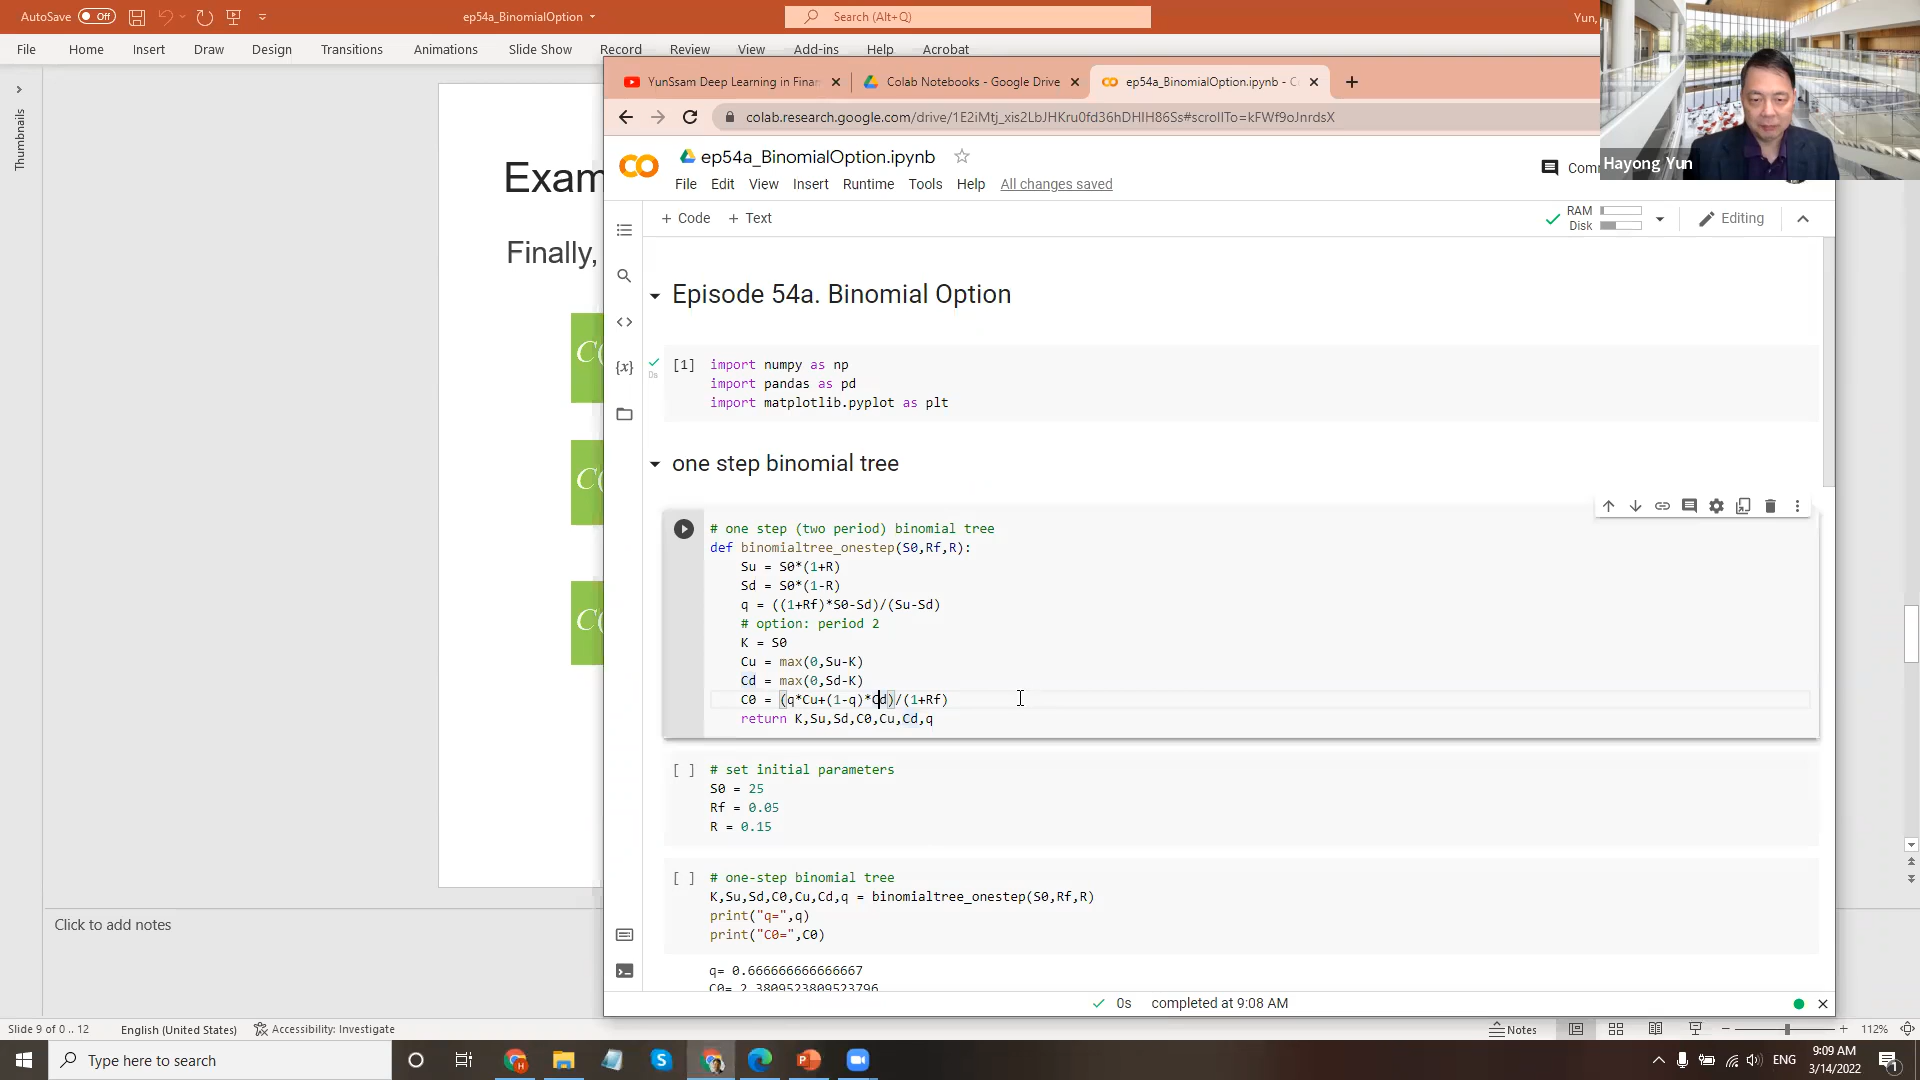 AutoSave Off
ep54a_BinomialOption
Search (Alt+Q)
Yun,
File Home Insert Draw Design Transitions Animations Slide Show Record Review View Add-ins Help Acrobat
Thumbnails
Exam
Finally,
C(
C(
C(
Click to add notes
YunSsam Deep Learning in Finan
Colab Notebooks - Google Drive
ep54a_BinomialOption.ipynb - C
colab.research.google.com/drive/1E2iMtj_xis2LbJHKru0fd36hDHIH86Ss#scrollTo=kFWf9oJnrdsX
Hayong Yun
ep54a_BinomialOption.ipynb
Com
File Edit View Insert Runtime Tools Help All changes saved
+ Code + Text
RAM
Disk
Editing
Episode 54a. Binomial Option
[1] import numpy as np
0s
import pandas as pd
import matplotlib.pyplot as plt
one step binomial tree
# one step (two period) binomial tree
def binomialtree_onestep(S0,Rf,R):
Su = S0*(1+R)
Sd = S0*(1-R)
q = ((1+Rf)*S0-Sd)/(Su-Sd)
# option: period 2
K = S0
Cu = max(0,Su-K)
Cd = max(0,Sd-K)
C0 = (q*Cu+(1-q)*Cd)/(1+Rf)
return K,Su,Sd,C0,Cu,Cd,q
[ ] # set initial parameters
S0 = 25
Rf = 0.05
R = 0.15
[ ] # one-step binomial tree
K,Su,Sd,C0,Cu,Cd,q = binomialtree_onestep(S0,Rf,R)
print("q=",q)
print("C0=",C0)
q= 0.666666666666667
C0= 2.3809523809523796
0s completed at 9:08 AM
Slide 9 of 0 .. 12 English (United States) Accessibility: Investigate
Notes
112%
Type here to search
ENG
9:09 AM
3/14/2022
1